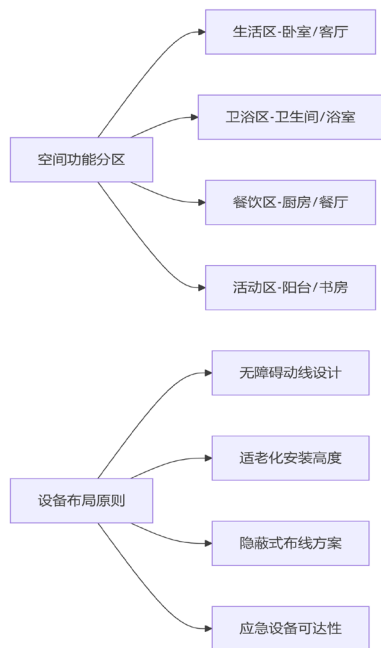 生活区-卧室/客厅
卫浴区-卫生间/浴室
空间功能分区
餐饮区-厨房/餐厅
活动区-阳台/书房
无障碍动线设计
适老化安装高度
设备布局原则
隐蔽式布线方案
应急设备可达性